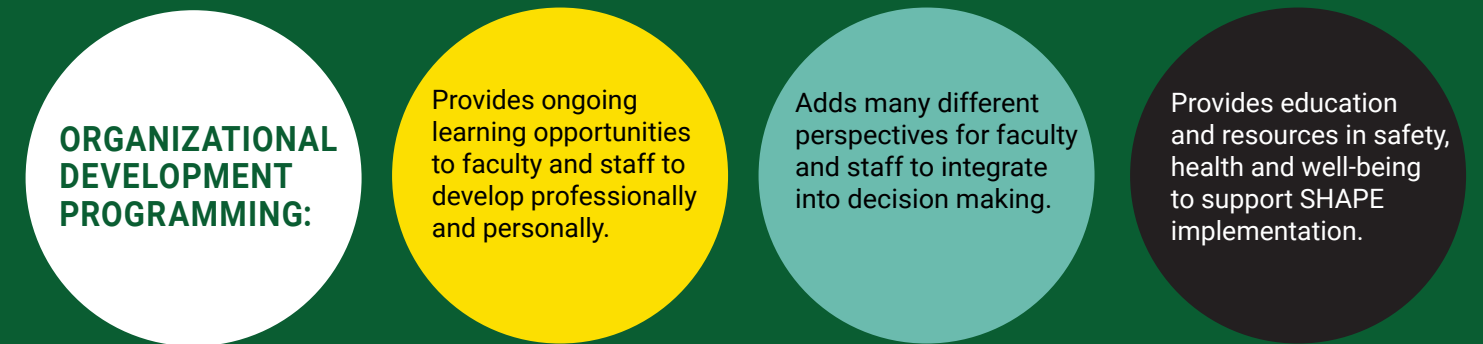 ORGANIZATIONAL
DEVELOPMENT
PROGRAMMING:
Provides ongoing
learning opportunities
to faculty and staff to
develop professionally
and personally.
Adds many different
perspectives for faculty
and staff to integrate
into decision making.
Provides education
and resources in safety,
health and well-being
to support SHAPE
implementation.